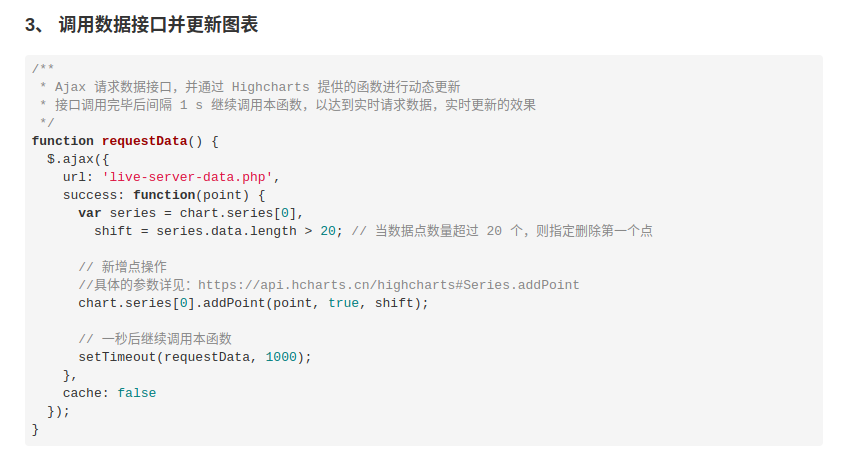 3、 调用数据接口并更新图表
/**
 * Ajax 请求数据接口，并通过 Highcharts 提供的函数进行动态更新
 * 接口调用完毕后间隔 1 s 继续调用本函数，以达到实时请求数据，实时更新的效果
 */
function requestData() {
  $.ajax({
    url: 'live-server-data.php',
    success: function(point) {
      var series = chart.series[0],
        shift = series.data.length > 20; // 当数据点数量超过 20 个，则指定删除第一个点
      // 新增点操作
      //具体的参数详见：https://api.hcharts.cn/highcharts#Series.addPoint
      chart.series[0].addPoint(point, true, shift);
      // 一秒后继续调用本函数
      setTimeout(requestData, 1000);
    },
    cache: false
  });
}